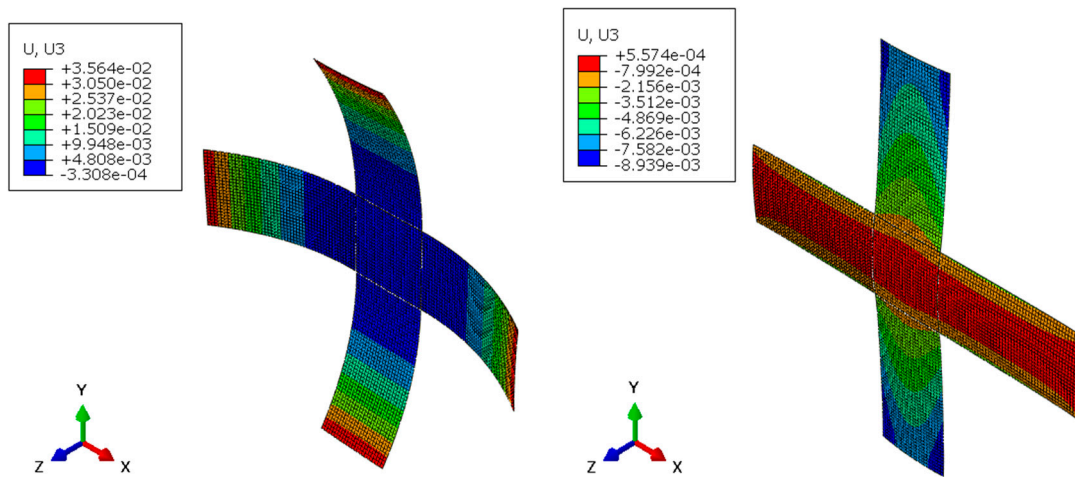 U, U3
+3.564e-02
+3.050e-02
+2.537e-02
+2.023e-02
+1.509e-02
+9.948e-03
+4.808e-03
-3.308e-04
Y
Z
X
U, U3
+5.574e-04
-7.992e-04
-2.156e-03
-3.512e-03
-4.869e-03
-6.226e-03
-7.582e-03
-8.939e-03
Y
Z
X